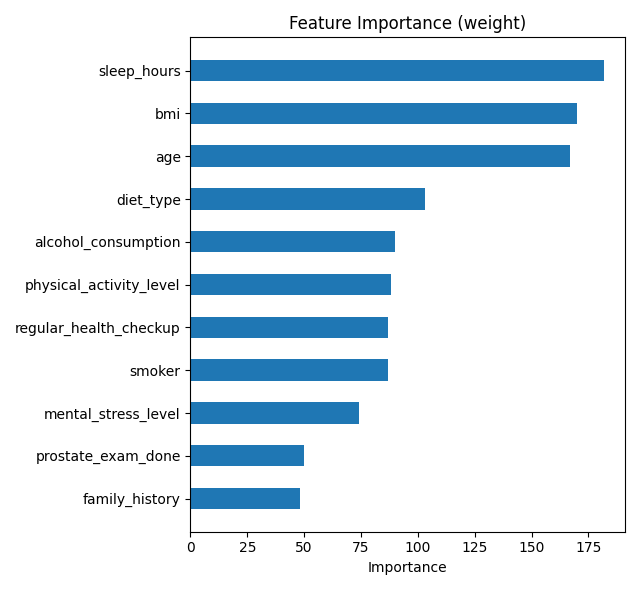 Feature Importance (weight)
sleep_hours
bmi
age
diet_type
alcohol_consumption
physical_activity_level
regular_health_checkup
smoker
mental_stress_level
prostate_exam_done
family_history
0 25 50 75 100 125 150 175
Importance